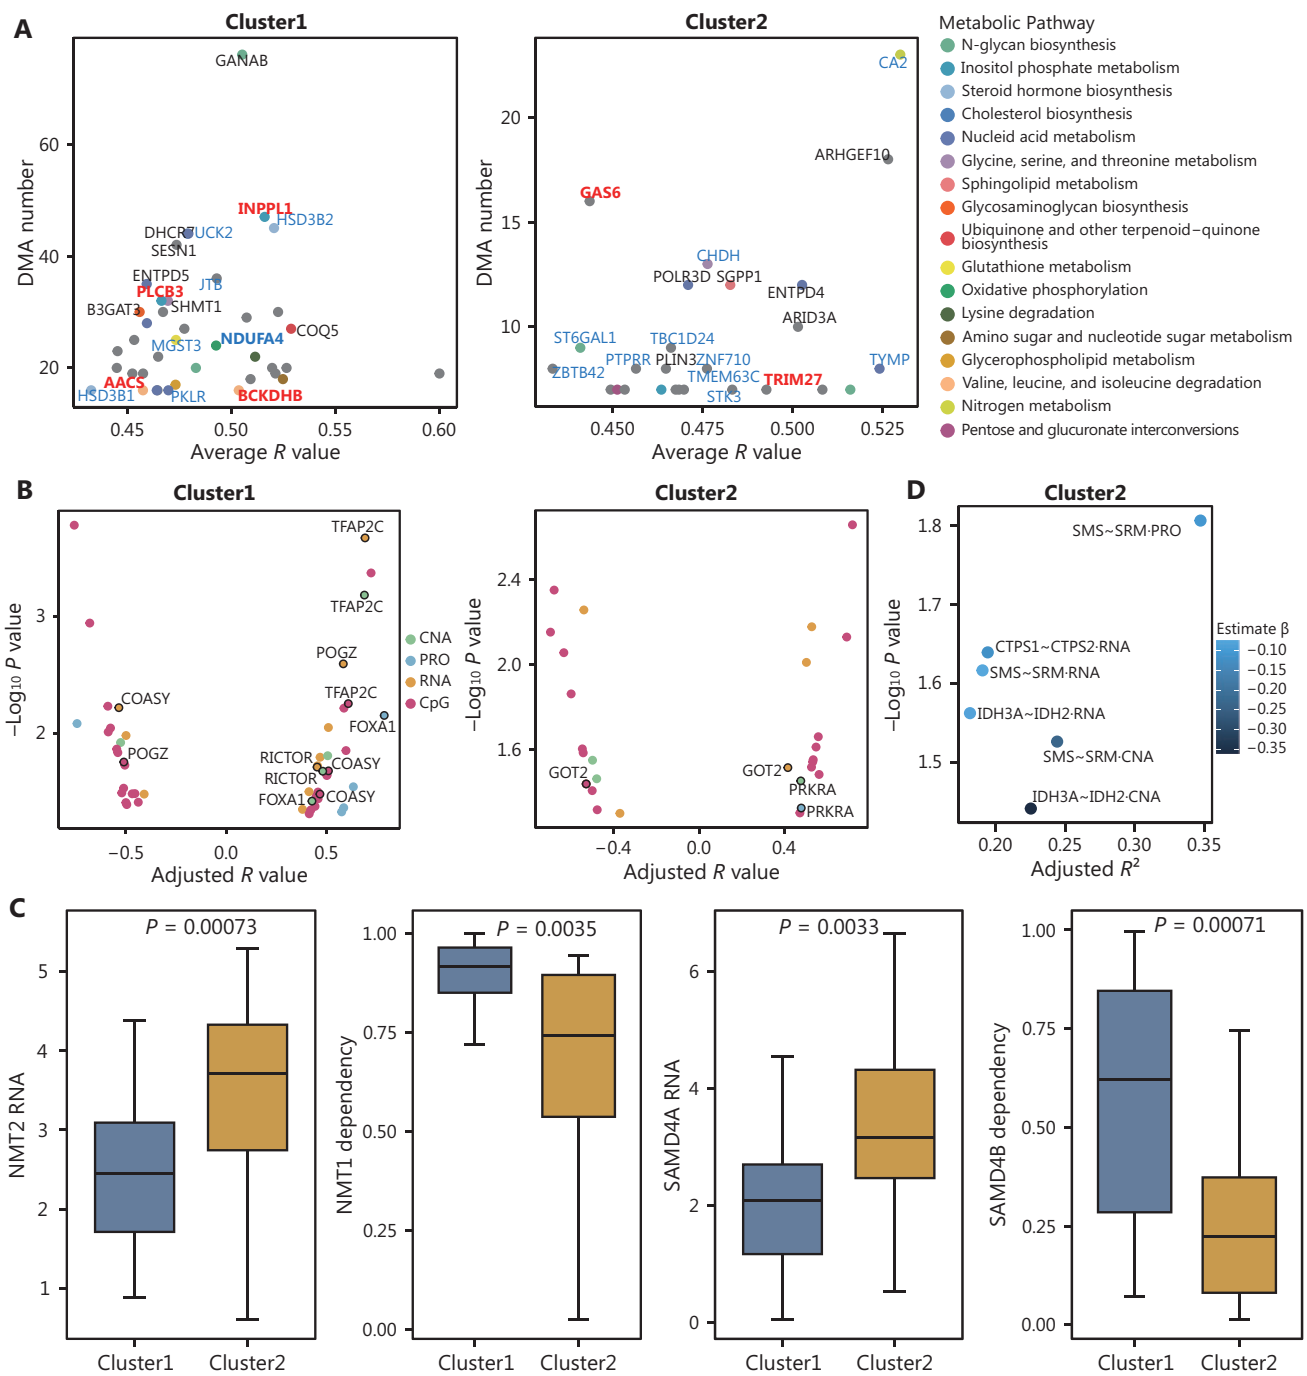 A
Cluster1
DMA number
60
40
20
0.45
0.50
0.55
0.60
Average R value
GANAB
INPPL1
HSD3B2
DHCR7
UCK2
SESN1
ENTPD5
JTB
PLCB3
B3GAT3
SHMT1
COQ5
NDUFA4
MGST3
AACS
HSD3B1
PKLR
BCKDHB
Cluster2
DMA number
20
15
10
0.450
0.475
0.500
0.525
Average R value
CA2
ARHGEF10
GAS6
CHDH
POLR3D
SGPP1
ENTPD4
ARID3A
ST6GAL1
TBC1D24
PTPRR
PLIN3
ZNF710
TYMP
ZBTB42
TMEM63C
TRIM27
STK3
Metabolic Pathway
N-glycan biosynthesis
Inositol phosphate metabolism
Steroid hormone biosynthesis
Cholesterol biosynthesis
Nucleid acid metabolism
Glycine, serine, and threonine metabolism
Sphingolipid metabolism
Glycosaminoglycan biosynthesis
Ubiquinone and other terpenoid−quinone
biosynthesis
Glutathione metabolism
Oxidative phosphorylation
Lysine degradation
Amino sugar and nucleotide sugar metabolism
Glycerophospholipid metabolism
Valine, leucine, and isoleucine degradation
Nitrogen metabolism
Pentose and glucuronate interconversions
B
Cluster1
−Log₁₀ P value
3
2
−0.5
0.0
0.5
Adjusted R value
TFAP2C
TFAP2C
POGZ
TFAP2C
COASY
FOXA1
POGZ
RICTOR
COASY
RICTOR
FOXA1
COASY
CNA
PRO
RNA
CpG
Cluster2
−Log₁₀ P value
2.4
2.0
1.6
−0.4
0.0
0.4
Adjusted R value
GOT2
GOT2
PRKRA
PRKRA
D
Cluster2
−Log₁₀ P value
1.8
1.7
1.6
1.5
0.20
0.25
0.30
0.35
Adjusted R²
SMS~SRM·PRO
CTPS1~CTPS2·RNA
SMS~SRM·RNA
IDH3A~IDH2·RNA
SMS~SRM·CNA
IDH3A~IDH2·CNA
Estimate β
−0.10
−0.15
−0.20
−0.25
−0.30
−0.35
C
P = 0.00073
NMT2 RNA
5
4
3
2
1
Cluster1
Cluster2
P = 0.0035
NMT1 dependency
1.00
0.75
0.50
0.25
0.00
Cluster1
Cluster2
P = 0.0033
SAMD4A RNA
6
4
2
0
Cluster1
Cluster2
P = 0.00071
SAMD4B dependency
1.00
0.75
0.50
0.25
0.00
Cluster1
Cluster2